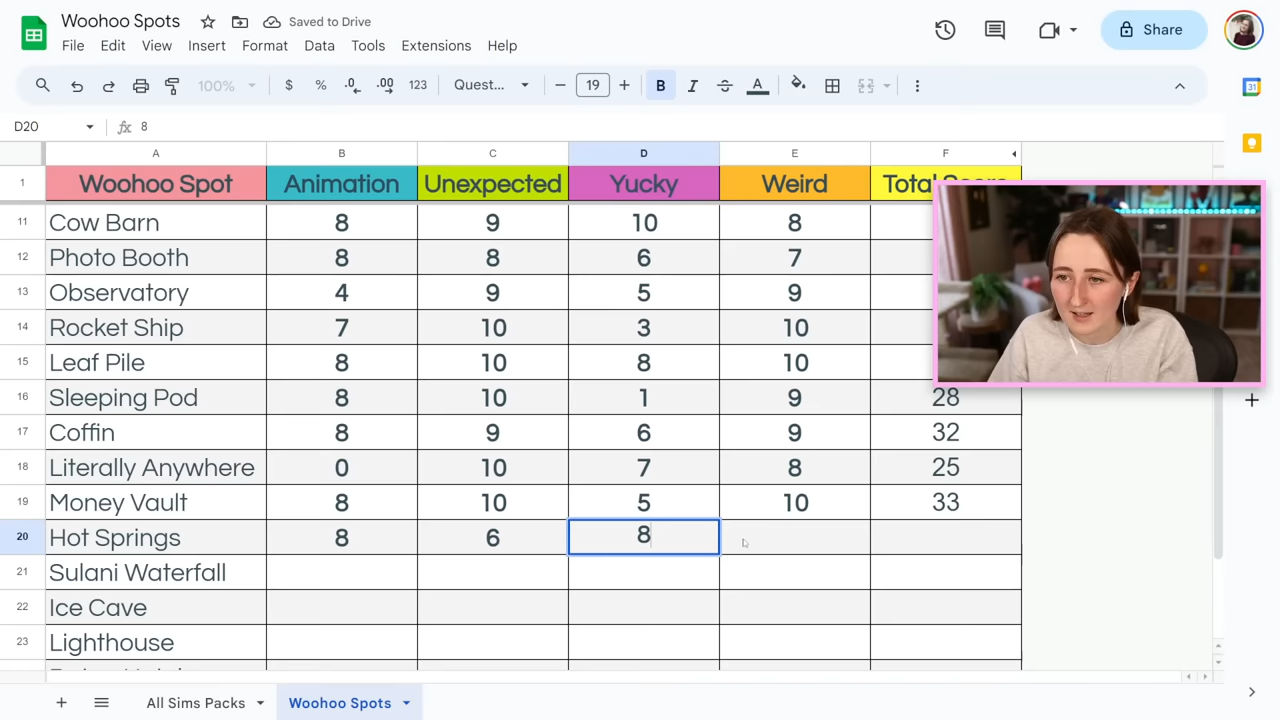 Woohoo Spots
Saved to Drive
File Edit View Insert Format Data Tools Extensions Help
Share
100% $ % .0 .00 123 Quest... 19 B I A
31
D20 fx 8
A B C D E F
1 Woohoo Spot Animation Unexpected Yucky Weird Total Score
11 Cow Barn 8 9 10 8
12 Photo Booth 8 8 6 7
13 Observatory 4 9 5 9
14 Rocket Ship 7 10 3 10
15 Leaf Pile 8 10 8 10
16 Sleeping Pod 8 10 1 9 28
17 Coffin 8 9 6 9 32
18 Literally Anywhere 0 10 7 8 25
19 Money Vault 8 10 5 10 33
20 Hot Springs 8 6 8
21 Sulani Waterfall
22 Ice Cave
23 Lighthouse
All Sims Packs Woohoo Spots